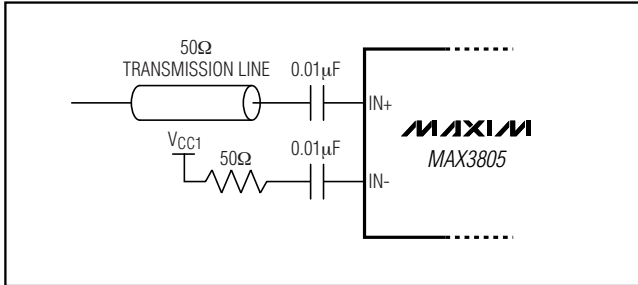 50Ω
TRANSMISSION LINE
0.01µF
IN+
MAXIM
MAX3805
VCC1
50Ω
0.01µF
IN-